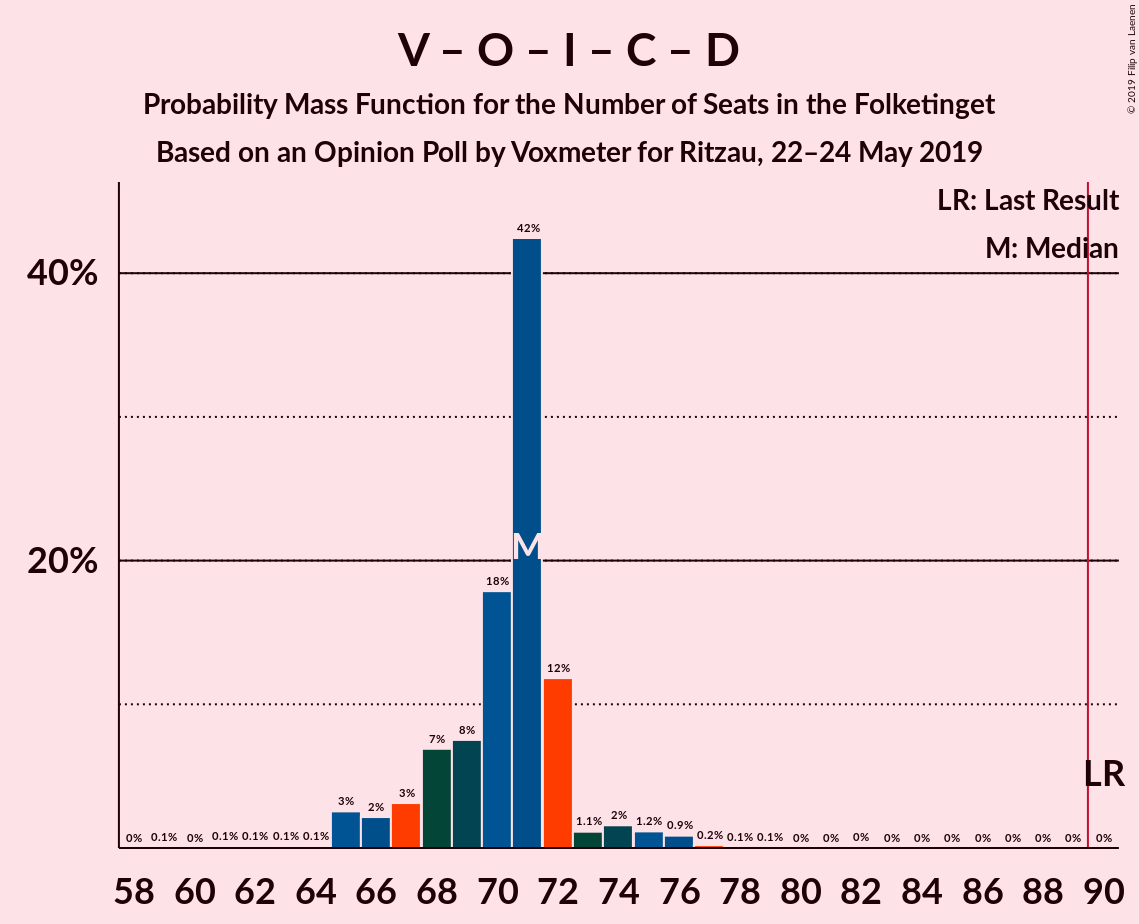 V – O – I – C – D
Probability Mass Function for the Number of Seats in the Folketinget
Based on an Opinion Poll by Voxmeter for Ritzau, 22–24 May 2019
© 2019 Filip van Laenen
LR: Last Result
M: Median
40%
20%
0% 0.1% 0% 0.1% 0.1% 0.1% 0.1% 3% 2% 3% 7% 8% 18% 42% 12% 1.1% 2% 1.2% 0.9% 0.2% 0.1% 0.1% 0% 0% 0% 0% 0% 0% 0% 0% 0% 0% 0%
M
LR
58 60 62 64 66 68 70 72 74 76 78 80 82 84 86 88 90